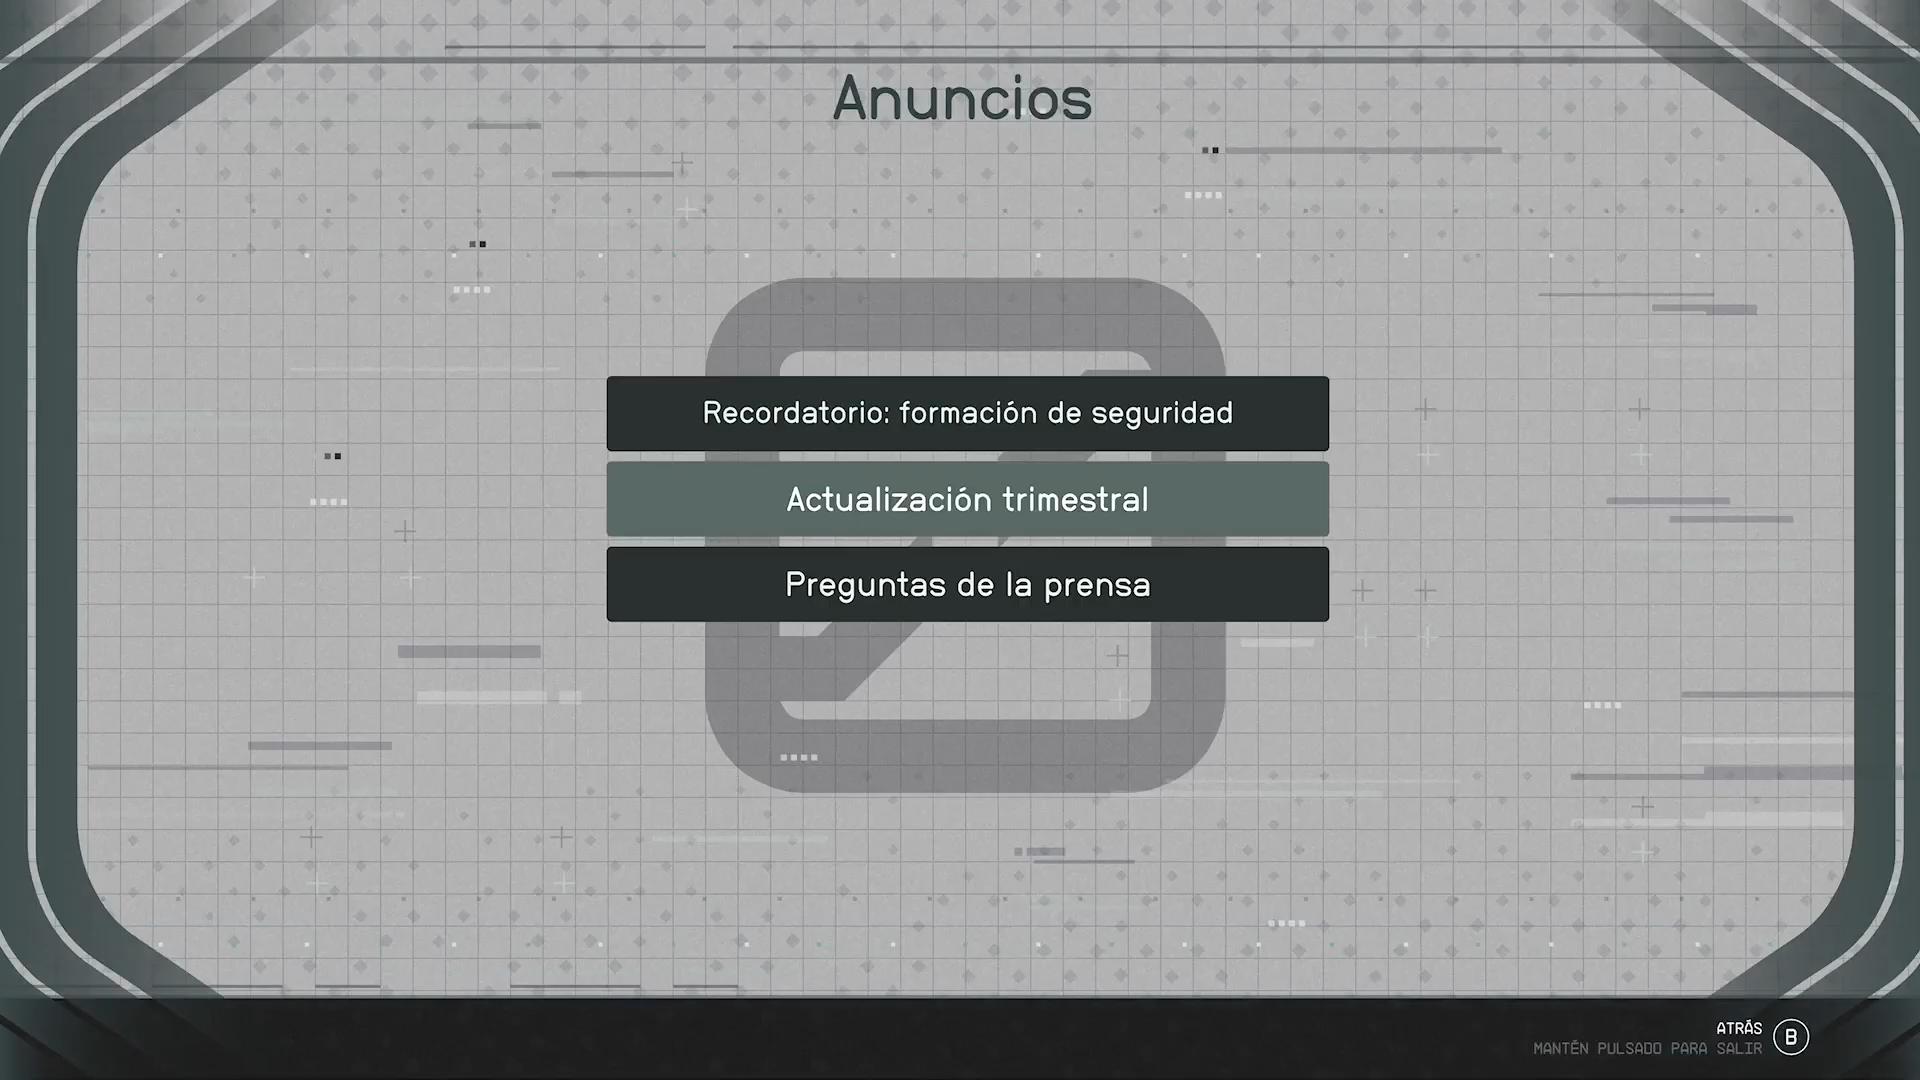 Anuncios
Recordatorio: formación de seguridad
Actualización trimestral
Preguntas de la prensa
ATRÁS
B
MANTÉN PULSADO PARA SALIR